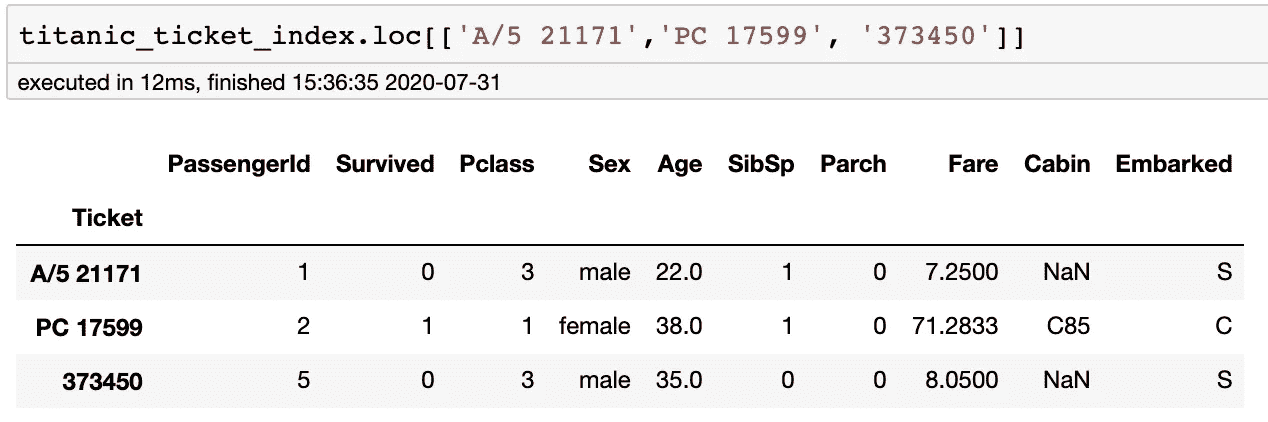 titanic_ticket_index.loc[['A/5 21171','PC 17599', '373450']]
executed in 12ms, finished 15:36:35 2020-07-31
PassengerId Survived Pclass Sex Age SibSp Parch Fare Cabin Embarked
Ticket
A/5 21171 1 0 3 male 22.0 1 0 7.2500 NaN S
PC 17599 2 1 1 female 38.0 1 0 71.2833 C85 C
373450 5 0 3 male 35.0 0 0 8.0500 NaN S